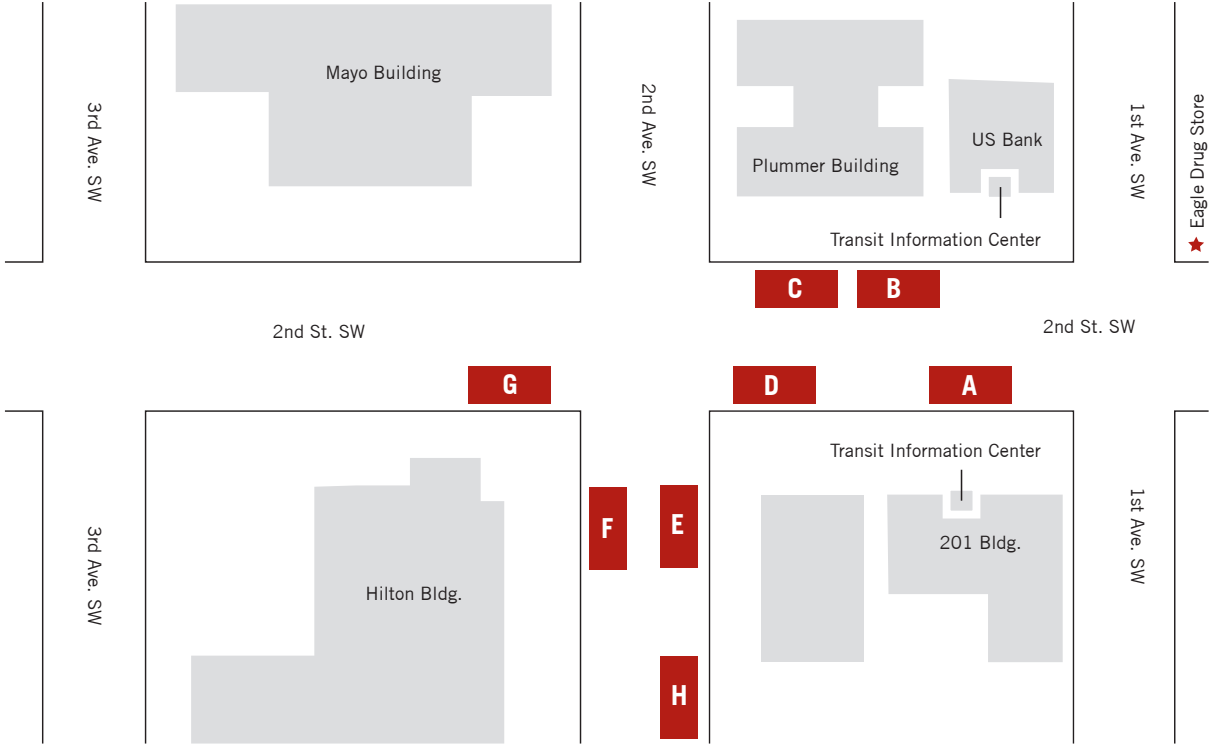 Mayo Building
3rd Ave. SW
2nd Ave. SW
US Bank
Plummer Building
1st Ave. SW
Eagle Drug Store
Transit Information Center
C
B
2nd St. SW
2nd St. SW
G
D
A
Transit Information Center
F
E
201 Bldg.
3rd Ave. SW
1st Ave. SW
Hilton Bldg.
H